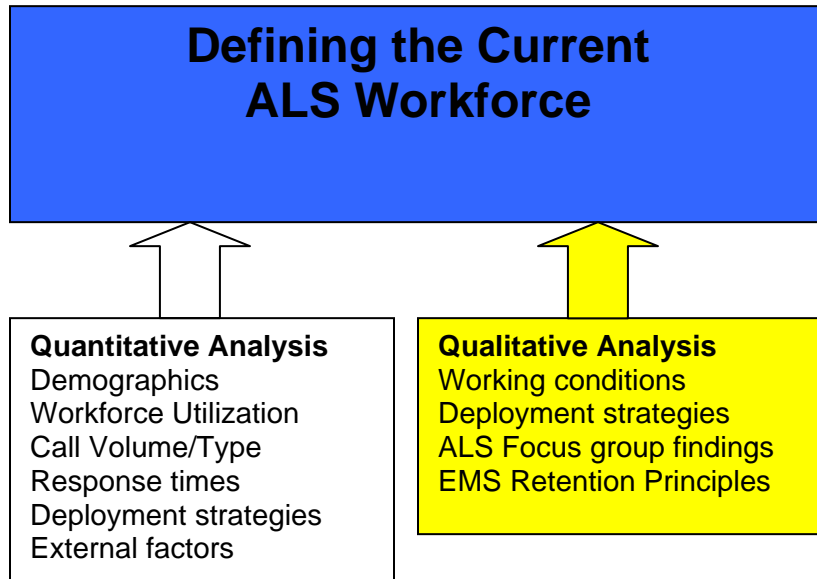 Defining the Current
ALS Workforce
Quantitative Analysis
Demographics
Workforce Utilization
Call Volume/Type
Response times
Deployment strategies
External factors
Qualitative Analysis
Working conditions
Deployment strategies
ALS Focus group findings
EMS Retention Principles